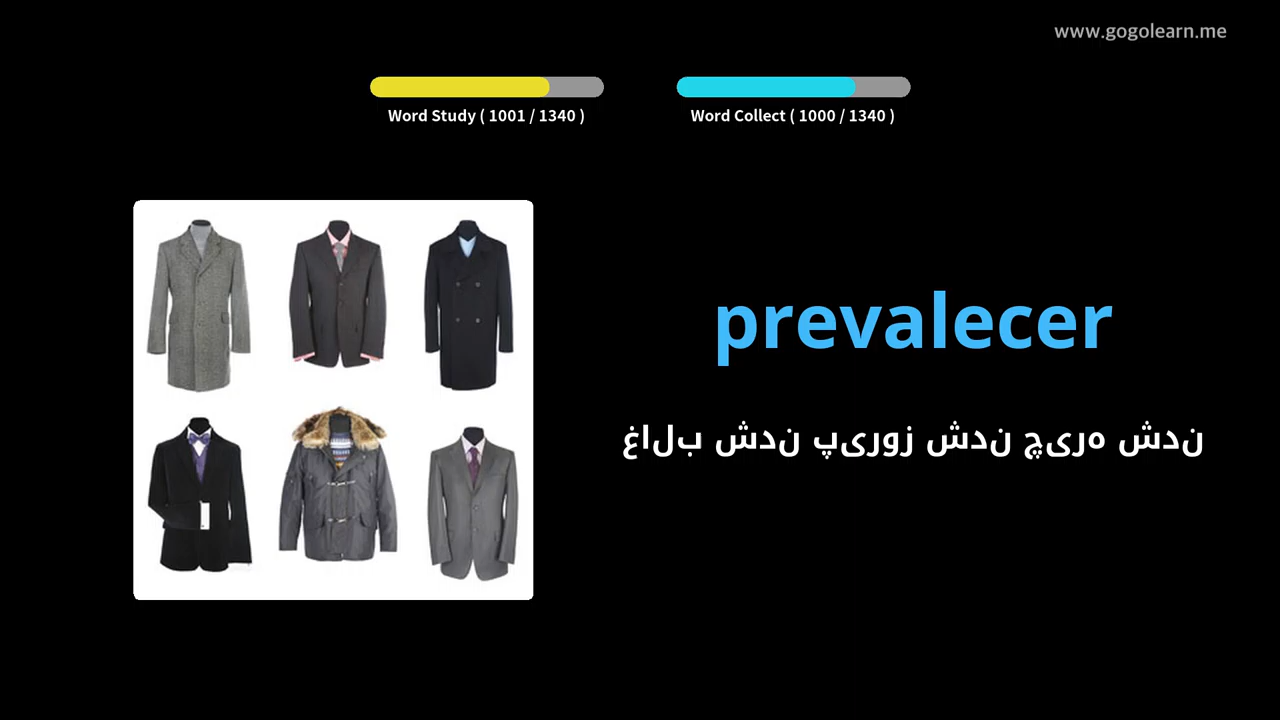 www.gogolearn.me
Word Study ( 1001 / 1340 )
Word Collect ( 1000 / 1340 )
prevalecer
غالب شدن پیروز شدن چیره شدن